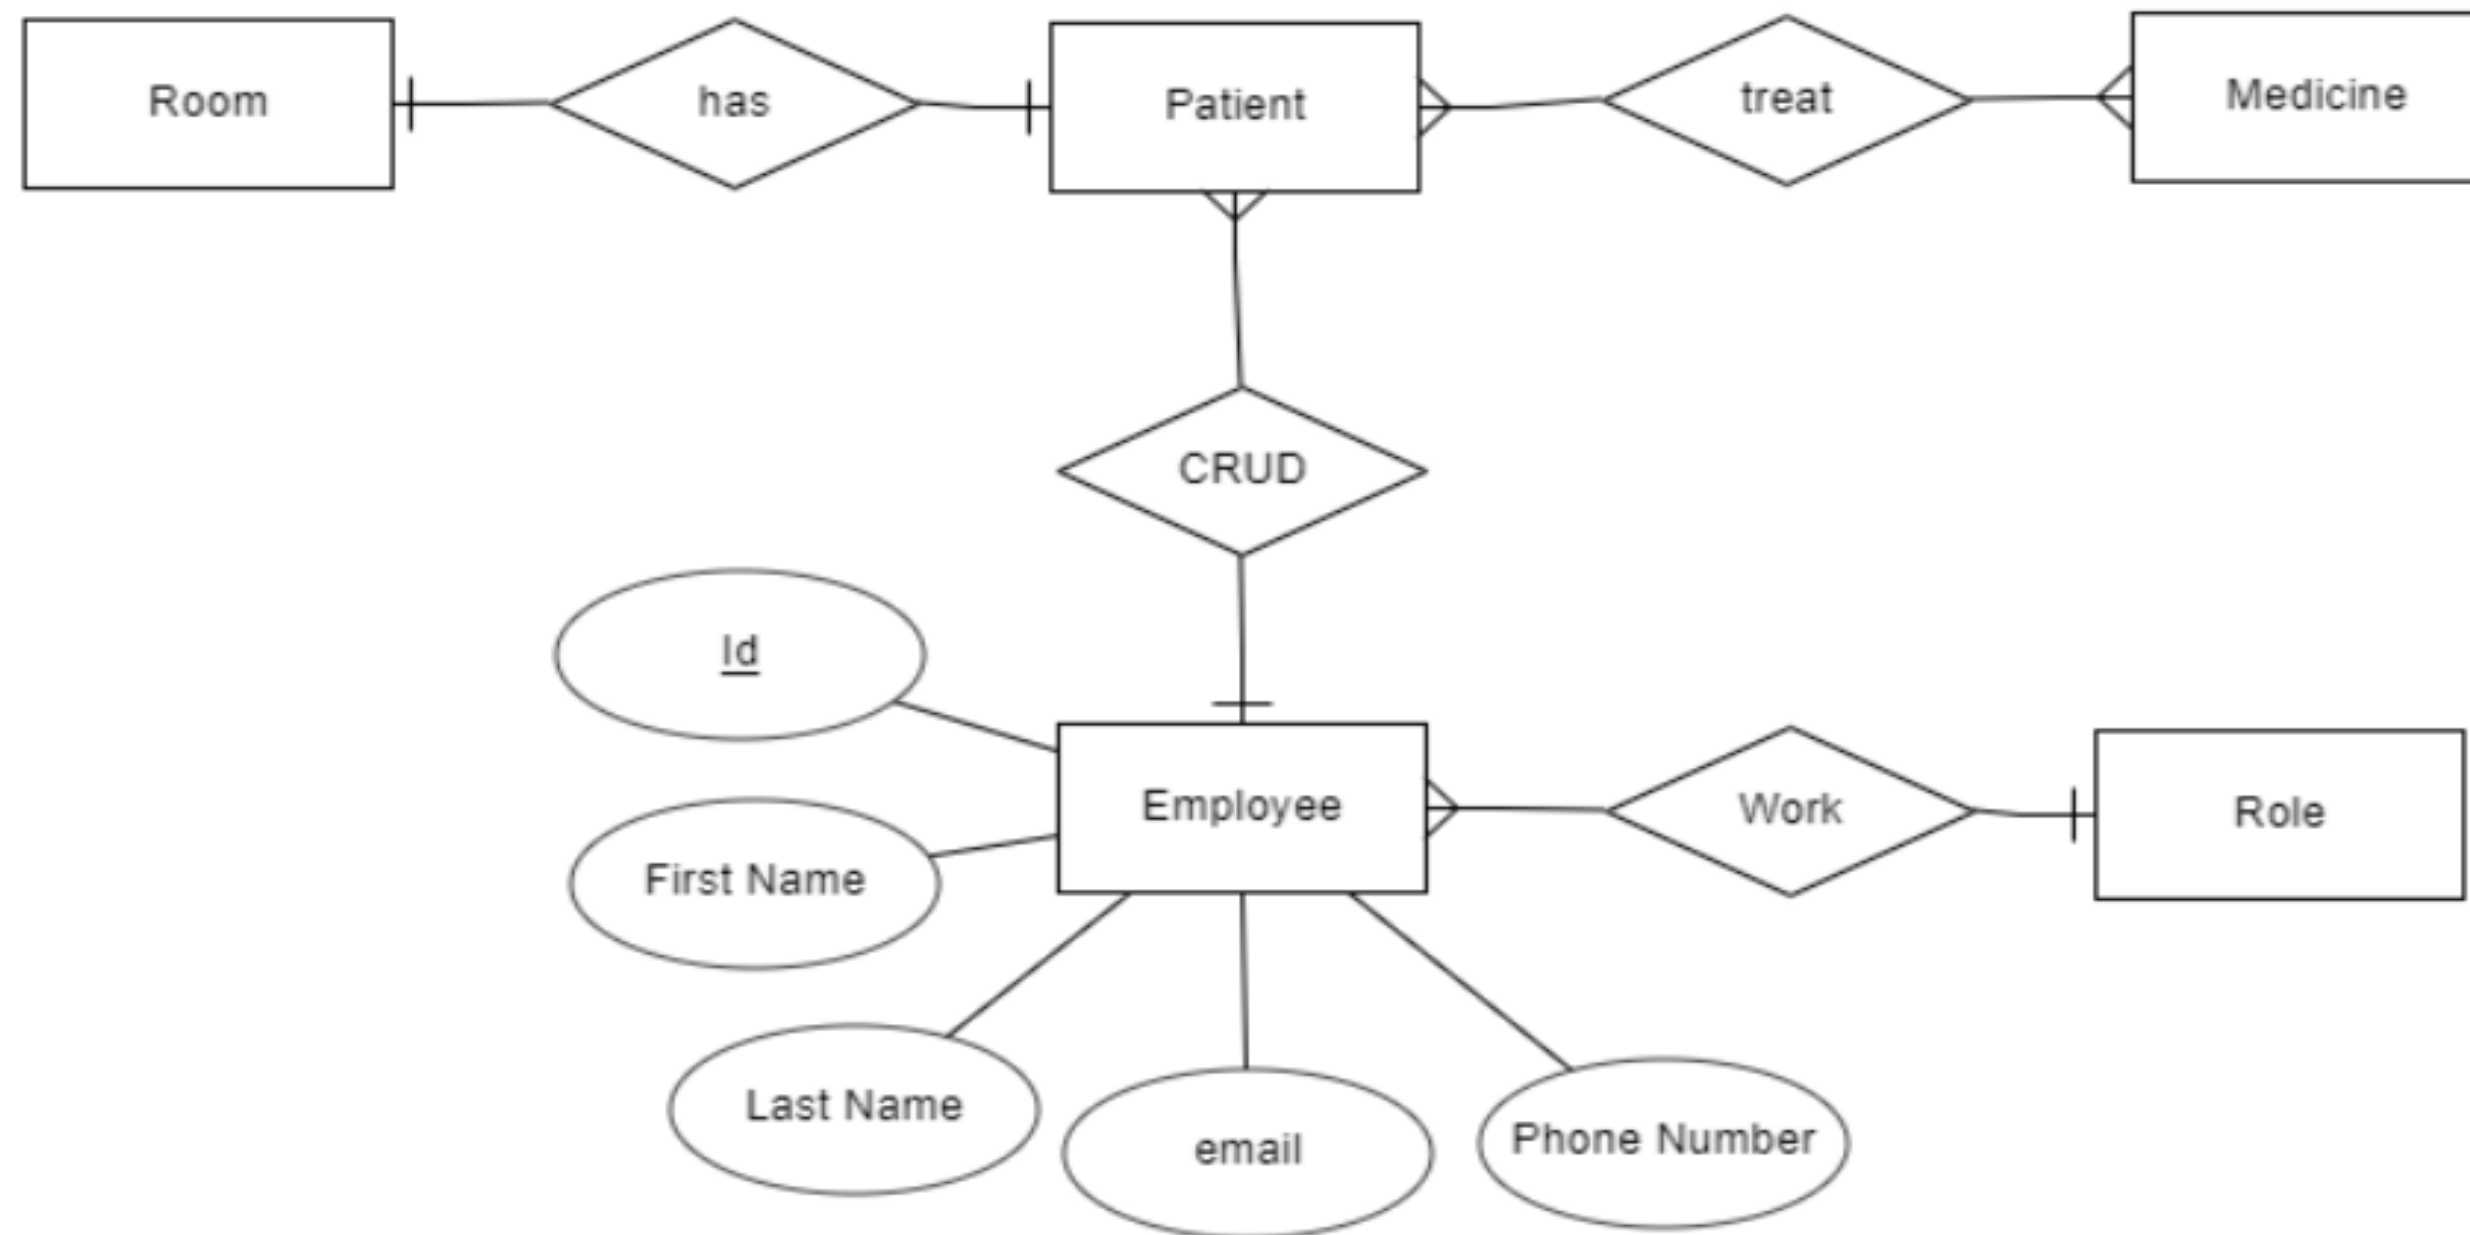 Room
has
Patient
treat
Medicine
CRUD
Id
First Name
Employee
Work
Role
Last Name
email
Phone Number